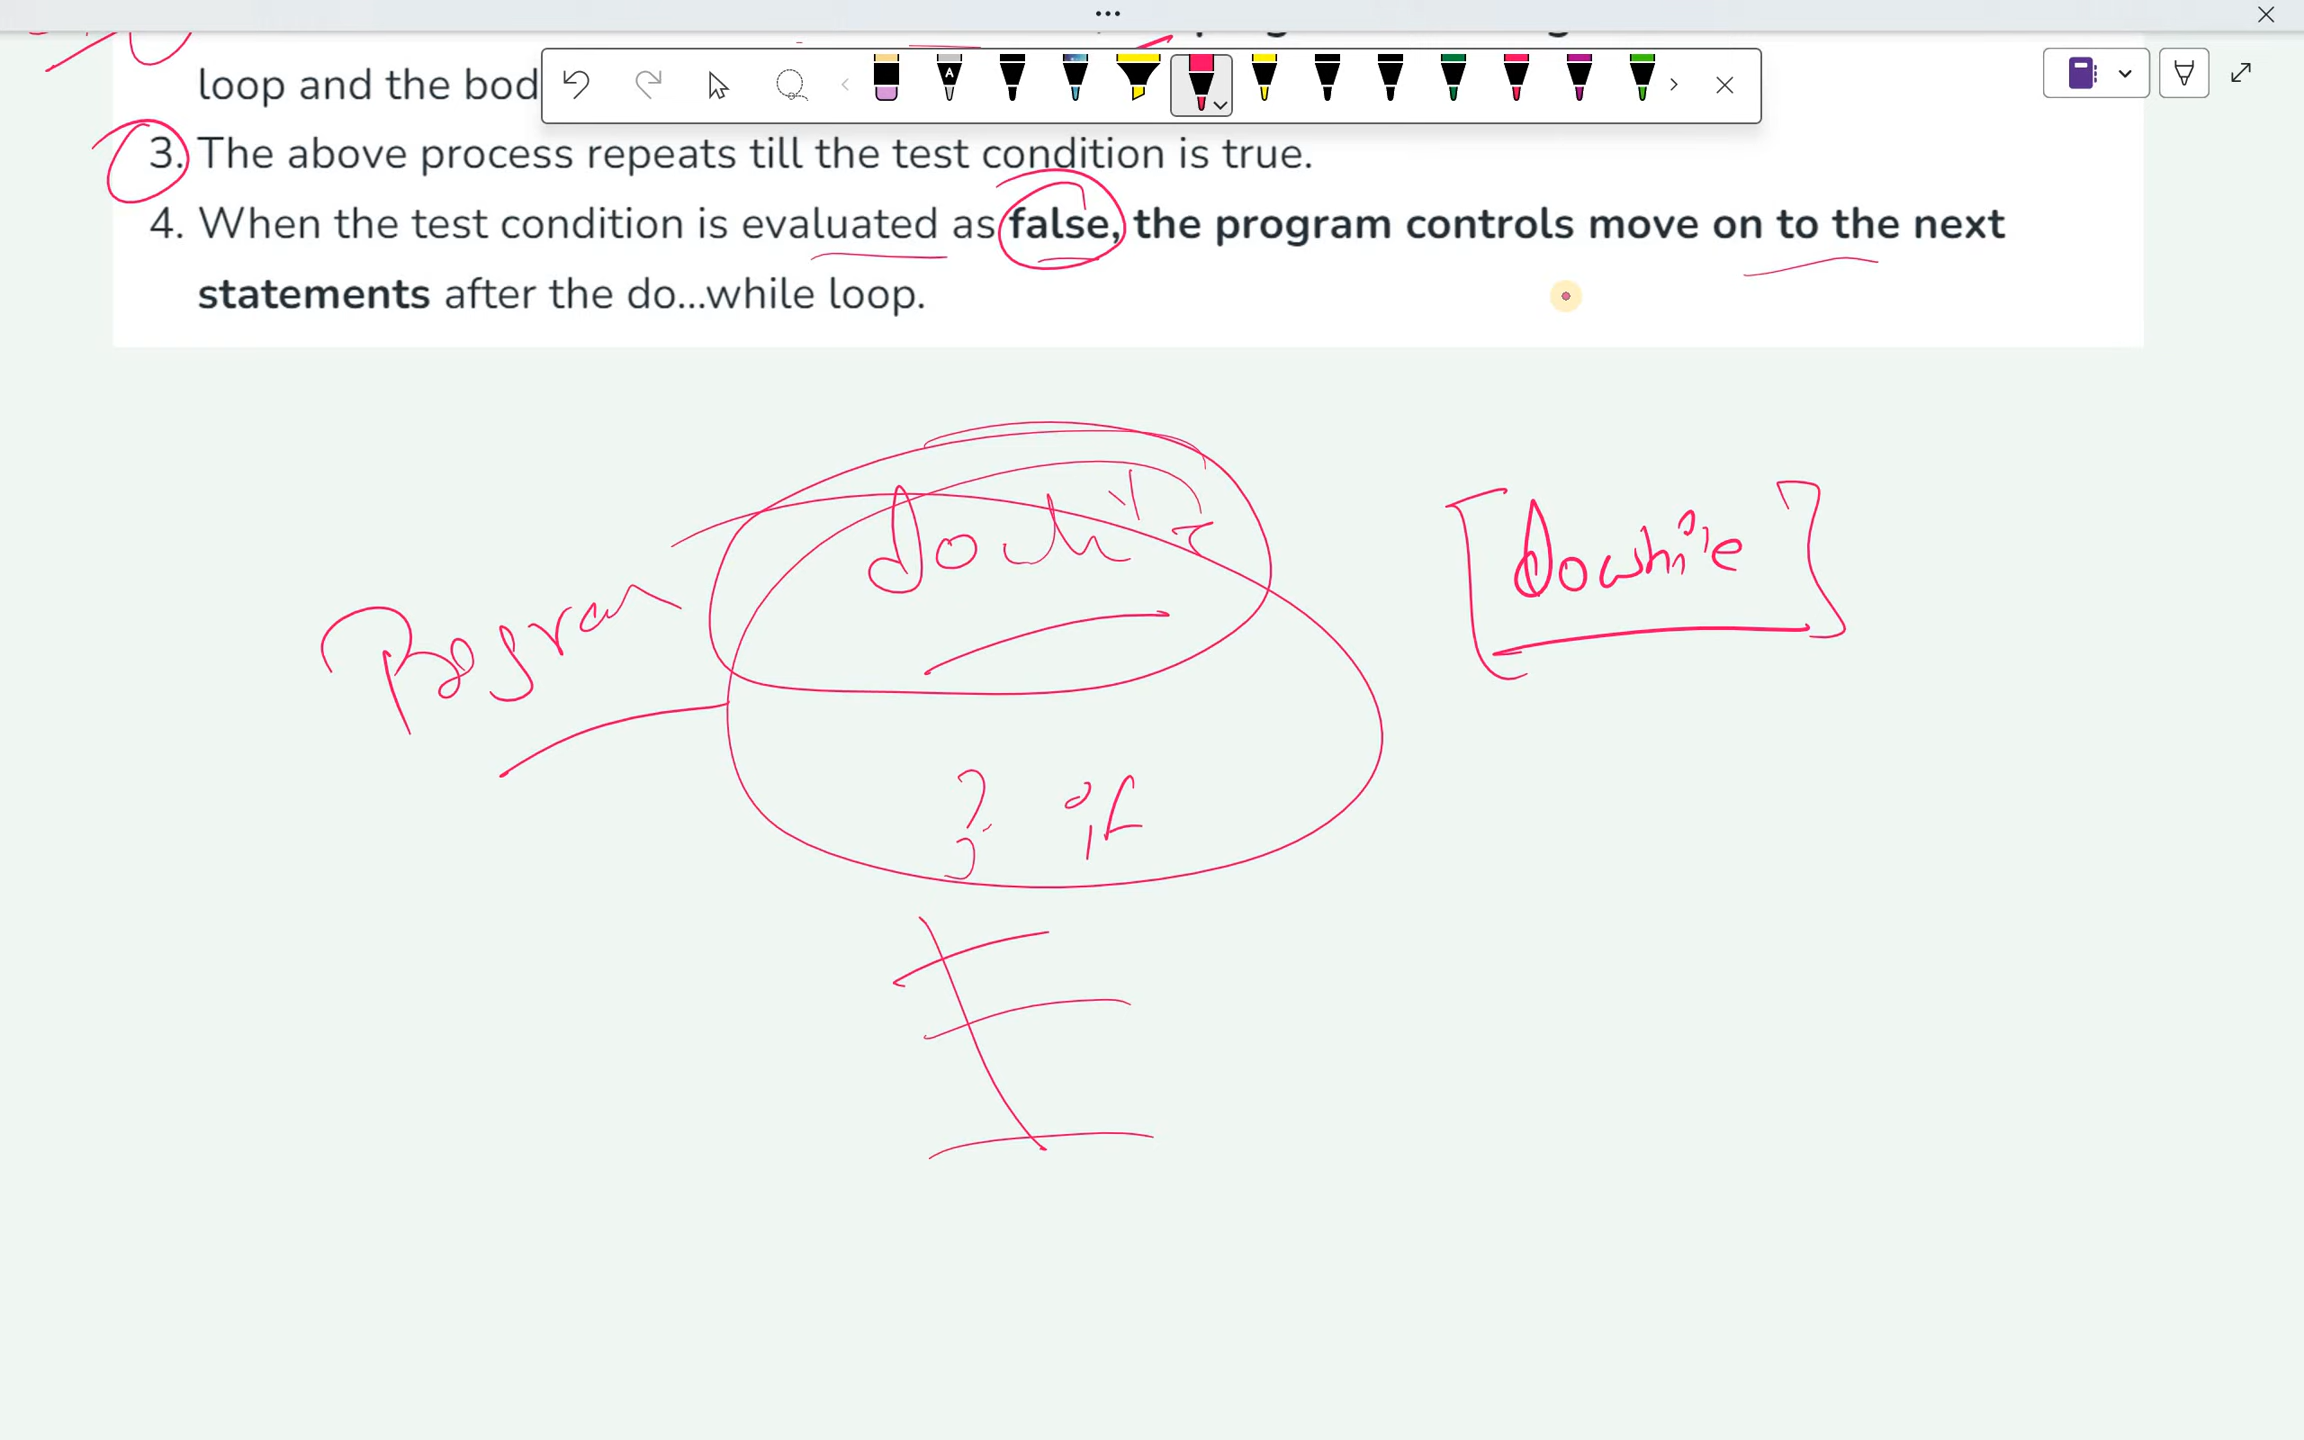 loop and the bod
3. The above process repeats till the test condition is true.
4. When the test condition is evaluated as false, the program controls move on to the next
statements after the do...while loop.
Dowhile
Program
if